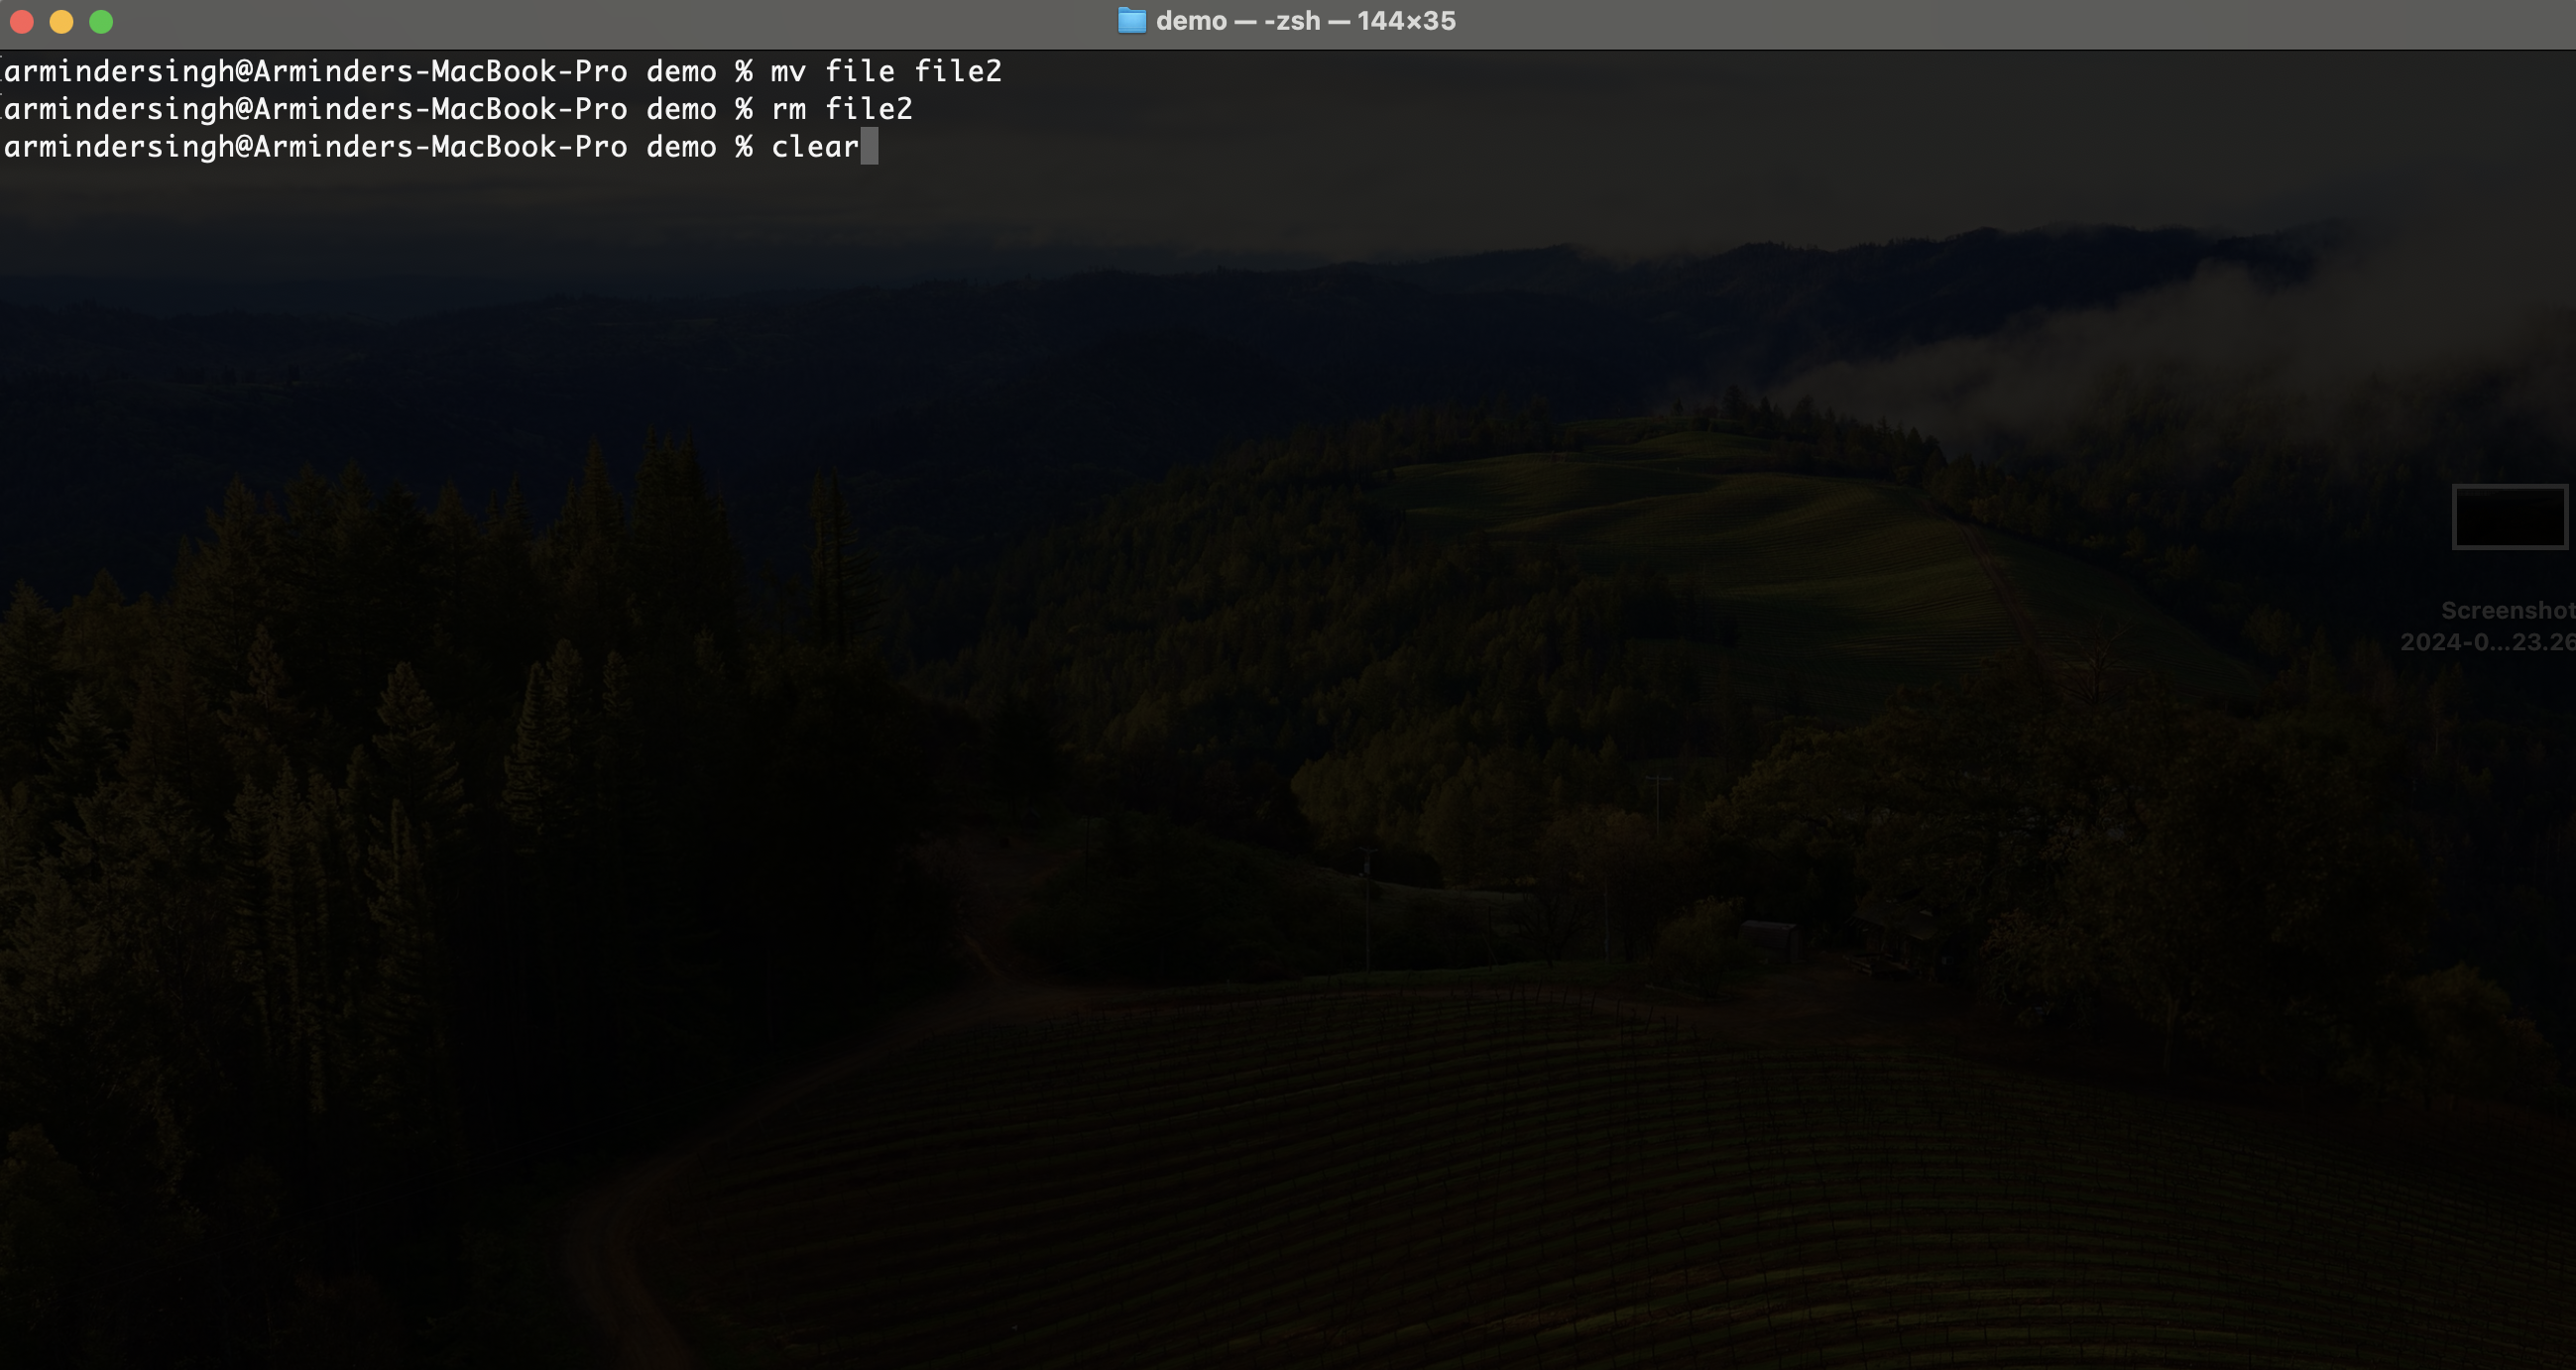 demo — -zsh — 144×35
armindersingh@Arminders-MacBook-Pro demo % mv file file2
armindersingh@Arminders-MacBook-Pro demo % rm file2
armindersingh@Arminders-MacBook-Pro demo % clear
Screenshot
2024-0...23.26